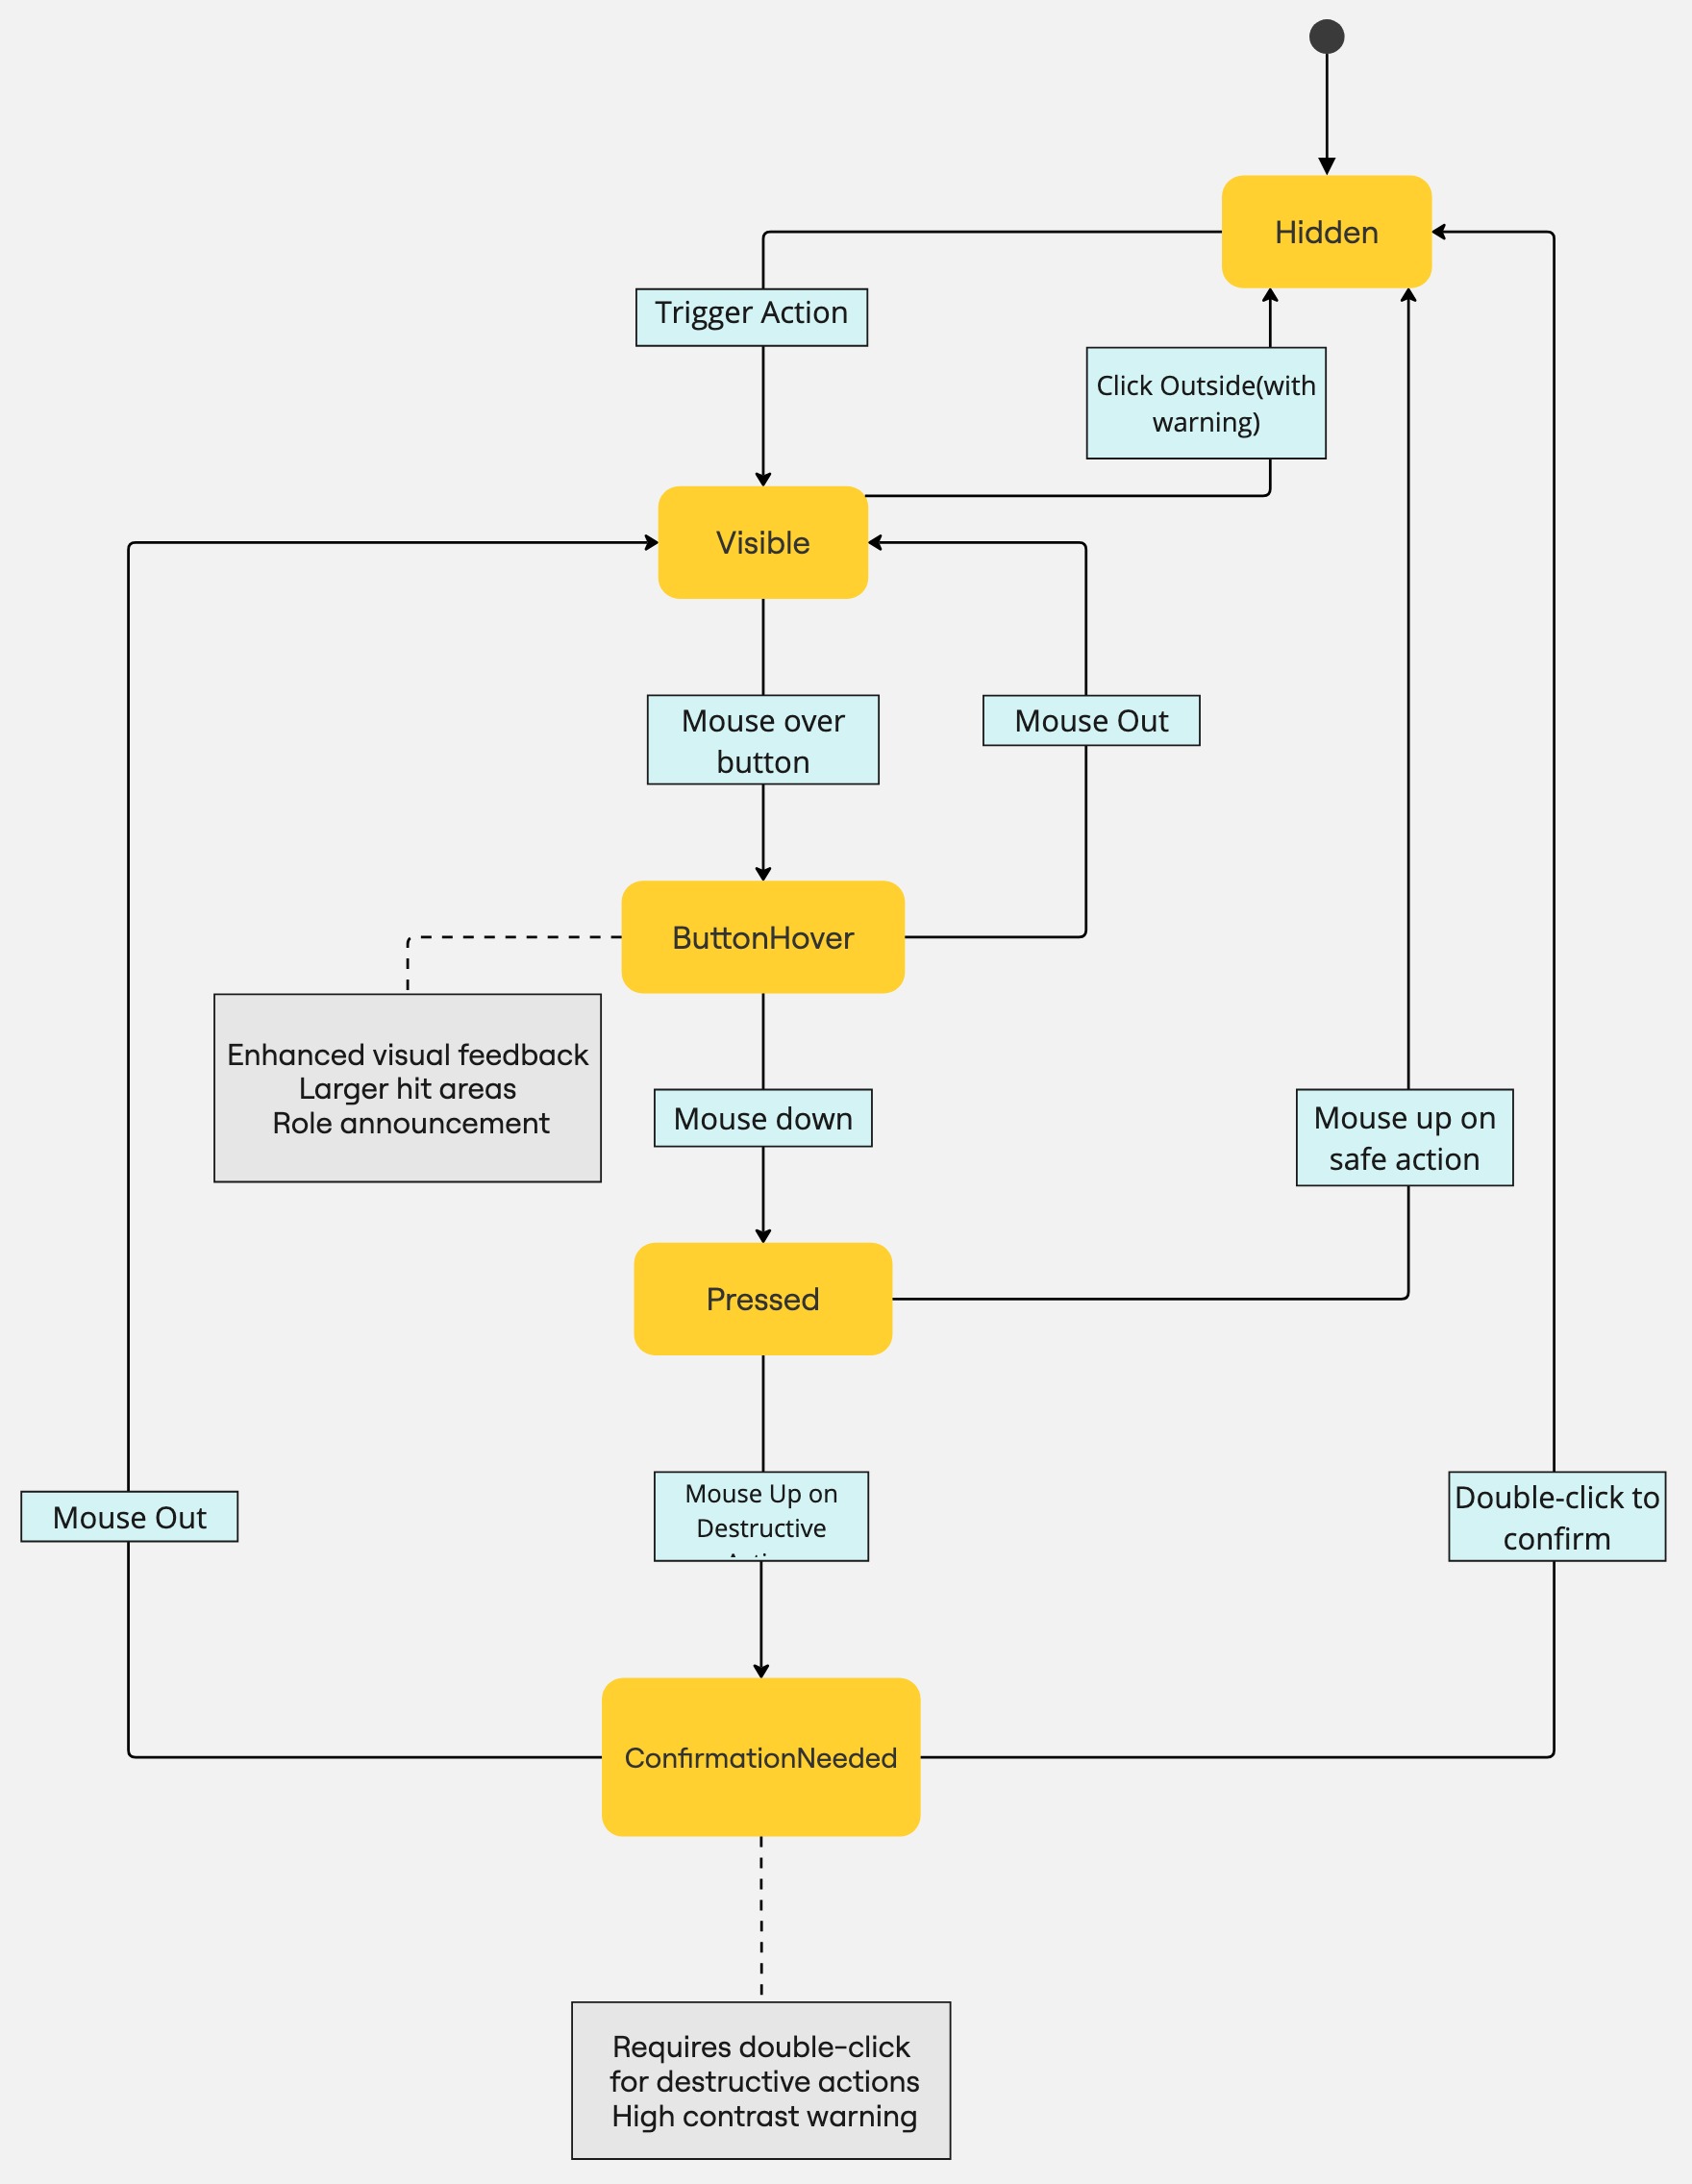 Hidden
Trigger Action
Click Outside(with
warning)
Visible
Mouse over
button
Mouse Out
ButtonHover
Enhanced visual feedback
Larger hit areas
Role announcement
Mouse down
Mouse up on
safe action
Pressed
Mouse Out
Mouse Up on
Destructive
Double-click to
confirm
ConfirmationNeeded
Requires double-click
for destructive actions
High contrast warning